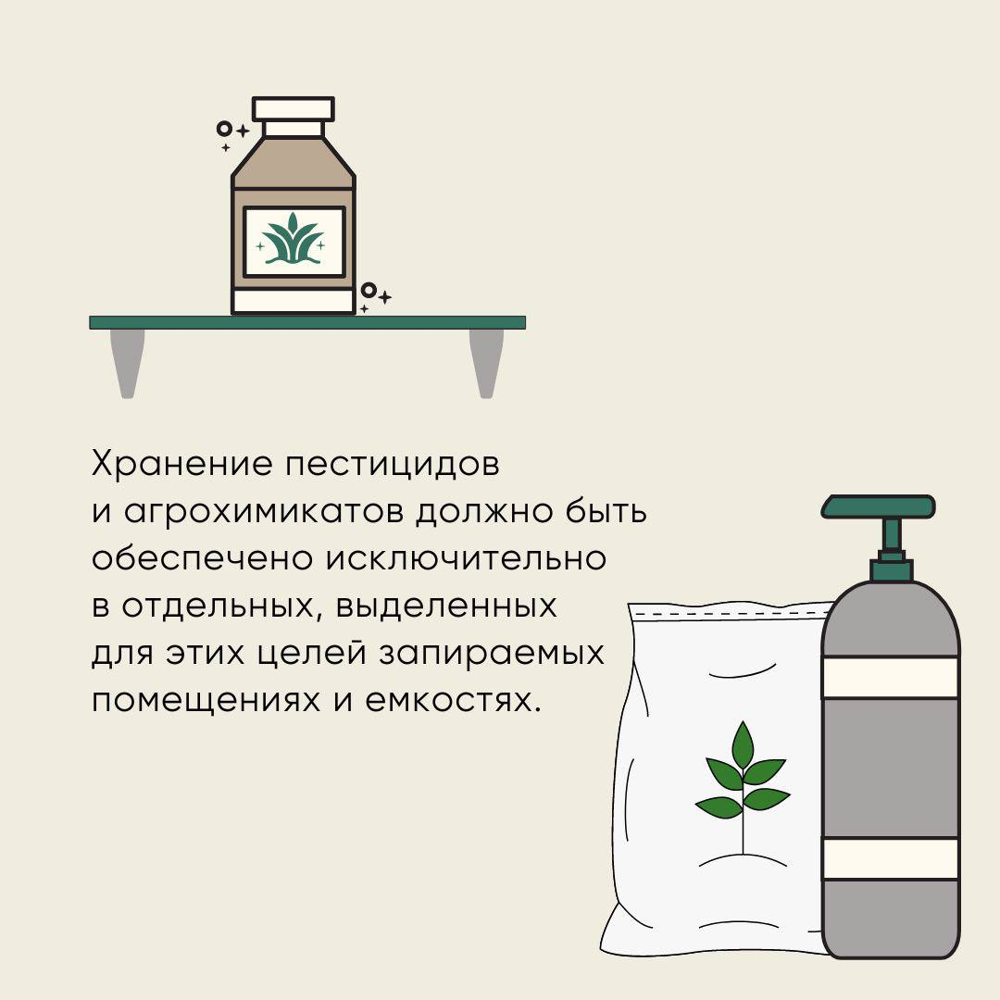 Хранение пестицидов
и агрохимикатов должно быть
обеспечено исключительно
в отдельных, выделенных
для этих целей запираемых
помещениях и емкостях.